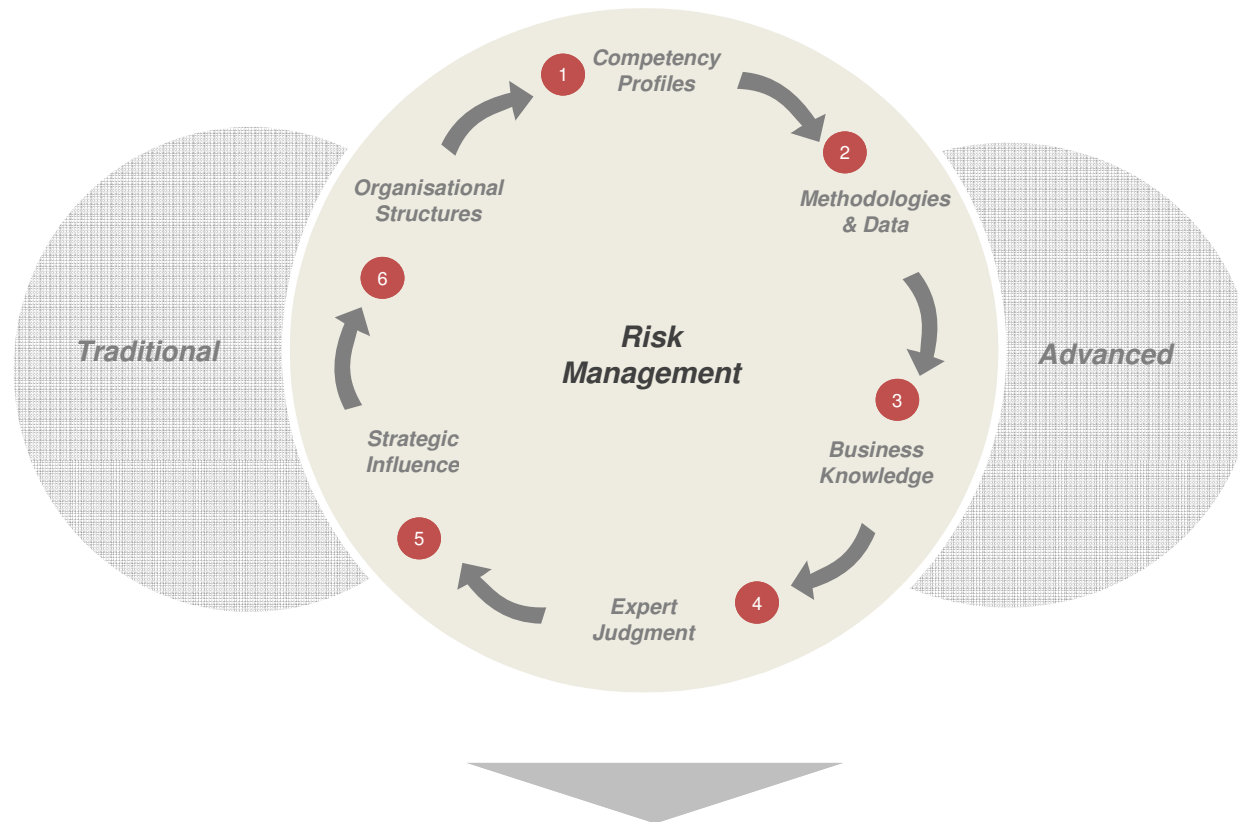 1
Competency
Profiles
2
Methodologies
& Data
3
Business
Knowledge
4
Expert
Judgment
5
Strategic
Influence
6
Organisational
Structures
Risk
Management
Traditional
Advanced